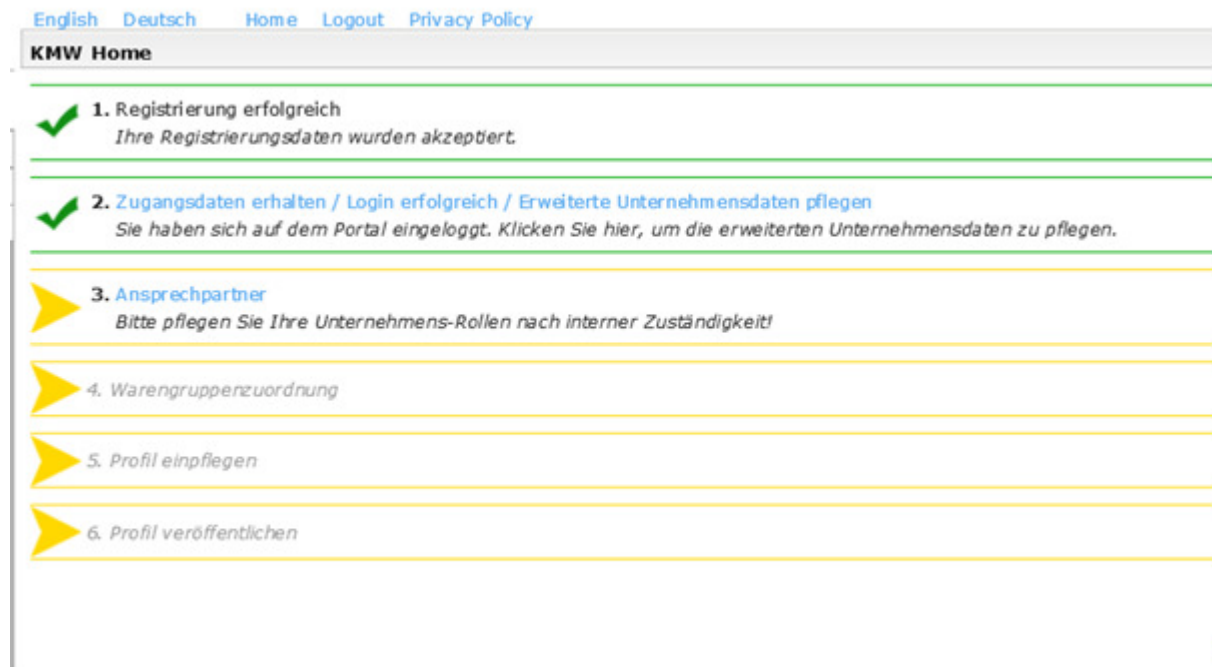 English Deutsch Home Logout Privacy Policy
KMW Home
1. Registrierung erfolgreich
Ihre Registrierungsdaten wurden akzeptiert.
2. Zugangsdaten erhalten / Login erfolgreich / Erweiterte Unternehmensdaten pflegen
Sie haben sich auf dem Portal eingeloggt. Klicken Sie hier, um die erweiterten Unternehmensdaten zu pflegen.
3. Ansprechpartner
Bitte pflegen Sie Ihre Unternehmens-Rollen nach interner Zuständigkeit!
4. Warengruppenzuordnung
5. Profil einpflegen
6. Profil veröffentlichen